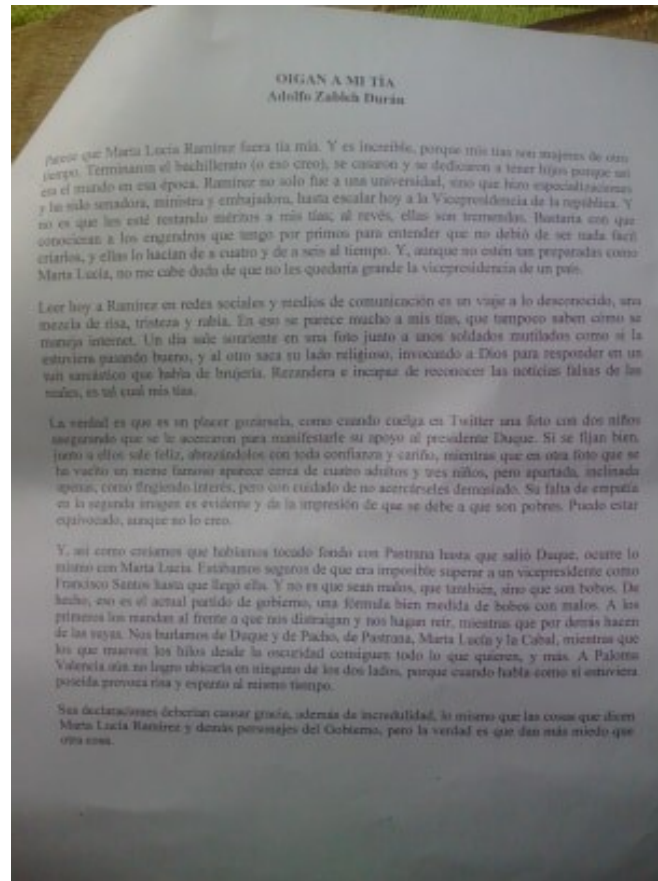 OIGAN A MI TÍA
Adolfo Zableh Durán
Parece que Marta Lucía Ramírez fuera tía mía. Y es increíble, porque mis tías son mujeres de otro
tiempo. Terminaron el bachillerato (o eso creo), se casaron y se dedicaron a tener hijos porque así
era el mundo en esa época. Ramírez no solo fue a una universidad, sino que hizo especializaciones
y ha sido senadora, ministra y embajadora, hasta escalar hoy a la Vicepresidencia de la república. Y
no es que les esté restando méritos a mis tías; al revés, ellas son tremendas. Bastaría con que
conocieran a los engendros que tengo por primos para entender que no debió de ser nada fácil
criarlos, y ellas lo hacían de a cuatro y de a seis al tiempo. Y, aunque no estén tan preparadas como
Marta Lucía, no me cabe duda de que no les quedaría grande la vicepresidencia de un país.
Leer hoy a Ramírez en redes sociales y medios de comunicación es un viaje a lo desconocido, una
mezcla de risa, tristeza y rabia. En eso se parece mucho a mis tías, que tampoco saben cómo se
maneja internet. Un día sale sonriente en una foto junto a unos soldados mutilados como si la
estuviera pasando bueno, y al otro saca su lado religioso, invocando a Dios para responder en un
tan sarcástico que habla de brujería. Rezandera e incapaz de reconocer las noticias falsas de las
reales, es tal cual mis tías.
La verdad es que es un placer gozársela, como cuando cuelga en Twitter una foto con dos niños
asegurando que se le acercaron para manifestarle su apoyo al presidente Duque. Si se fijan bien,
junto a ellos sale feliz, abrazándolos con toda confianza y cariño, mientras que en otra foto que se
ha vuelto un meme famoso aparece cerca de cuatro adultos y tres niños, pero apartada, inclinada
apenas, como fingiendo interés, pero con cuidado de no acercárseles demasiado. Su falta de empatía
en la segunda imagen es evidente y da la impresión de que se debe a que son pobres. Puedo estar
equivocado, aunque no lo creo.
Y, así como creíamos que habíamos tocado fondo con Pastrana hasta que salió Duque, ocurre lo
mismo con Marta Lucía. Estábamos seguros de que era imposible superar a un vicepresidente como
Francisco Santos hasta que llegó ella. Y no es que sean malos, que también, sino que son bobos. De
hecho, eso es el actual partido de gobierno, una fórmula bien medida de bobos con malos. A los
primeros los mandan al frente a que nos distraigan y nos hagan reír, mientras que por detrás hacen
de las suyas. Nos burlamos de Duque y de Pacho, de Pastrana, Marta Lucía y la Cabal, mientras que
los que mueven los hilos desde la oscuridad consiguen todo lo que quieren, y más. A Paloma
Valencia aún no logro ubicarla en ninguno de los dos lados, porque cuando habla como si estuviera
poseída provoca risa y espanto al mismo tiempo.
Sus declaraciones deberían causar gracia, además de incredulidad, lo mismo que las cosas que dicen
Marta Lucía Ramírez y demás personajes del Gobierno, pero la verdad es que dan más miedo que
otra cosa.